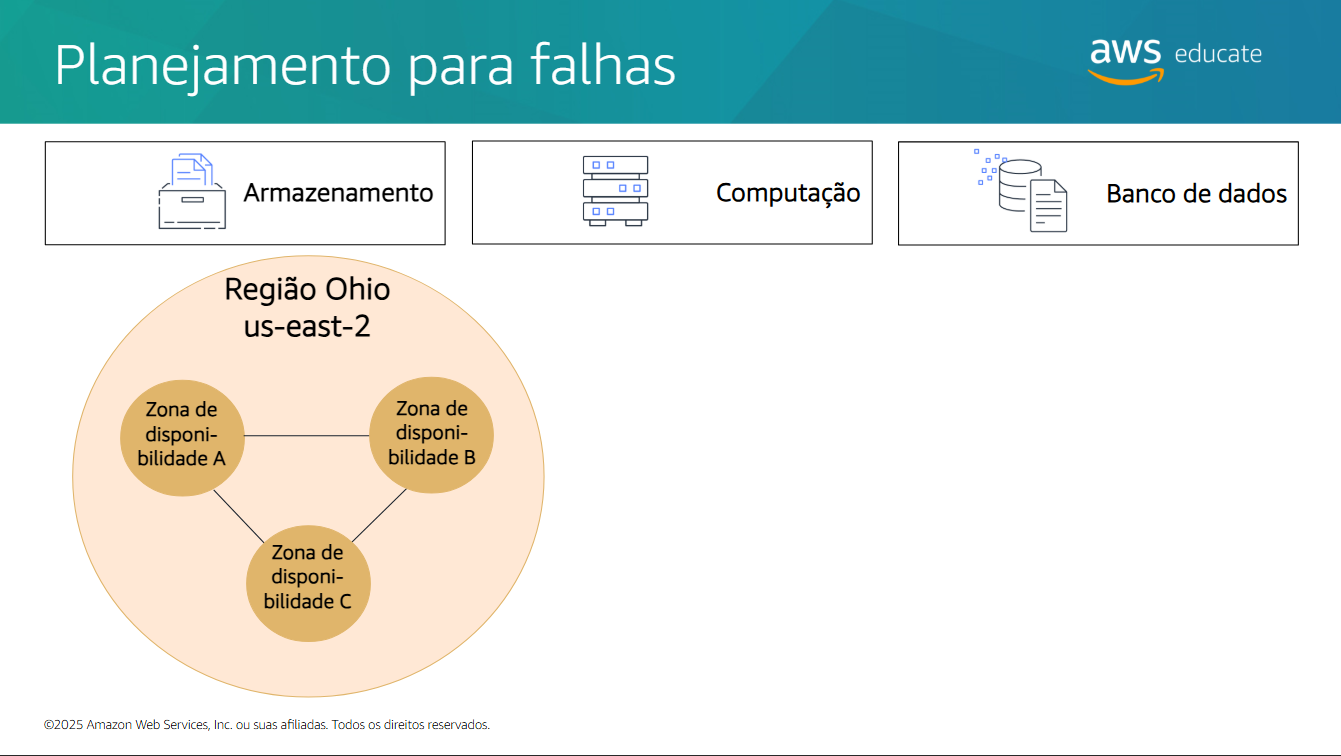 Planejamento para falhas
aws educate
Armazenamento
Computação
Banco de dados
Região Ohio
us-east-2
Zona de
disponi-
bilidade A
Zona de
disponi-
bilidade B
Zona de
disponi-
bilidade C
©2025 Amazon Web Services, Inc. ou suas afiliadas. Todos os direitos reservados.